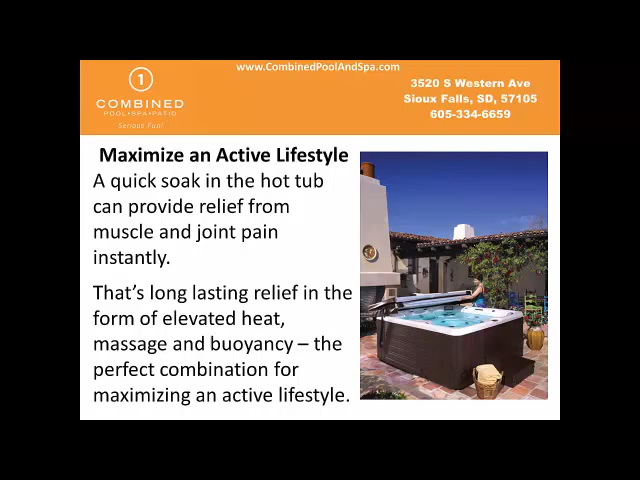 www.CombinedPoolAndSpa.com
1
COMBINED
POOL•SPA•PATIO
Serious Fun!
3520 S Western Ave
Sioux Falls, SD, 57105
605-334-6659
Maximize an Active Lifestyle
A quick soak in the hot tub
can provide relief from
muscle and joint pain
instantly.
That’s long lasting relief in the
form of elevated heat,
massage and buoyancy – the
perfect combination for
maximizing an active lifestyle.